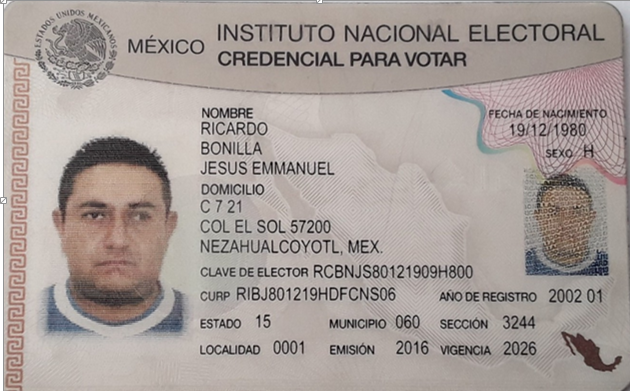 ESTADOS UNIDOS MEXICANOS
MÉXICO INSTITUTO NACIONAL ELECTORAL
CREDENCIAL PARA VOTAR
NOMBRE
RICARDO
BONILLA
JESUS EMMANUEL
FECHA DE NACIMIENTO
19/12/1980
SEXO H
DOMICILIO
C 7 21
COL EL SOL 57200
NEZAHUALCOYOTL, MEX.
CLAVE DE ELECTOR RCBNJS80121909H800
CURP RIBJ801219HDFCNS06 AÑO DE REGISTRO 2002 01
ESTADO 15 MUNICIPIO 060 SECCIÓN 3244
LOCALIDAD 0001 EMISIÓN 2016 VIGENCIA 2026